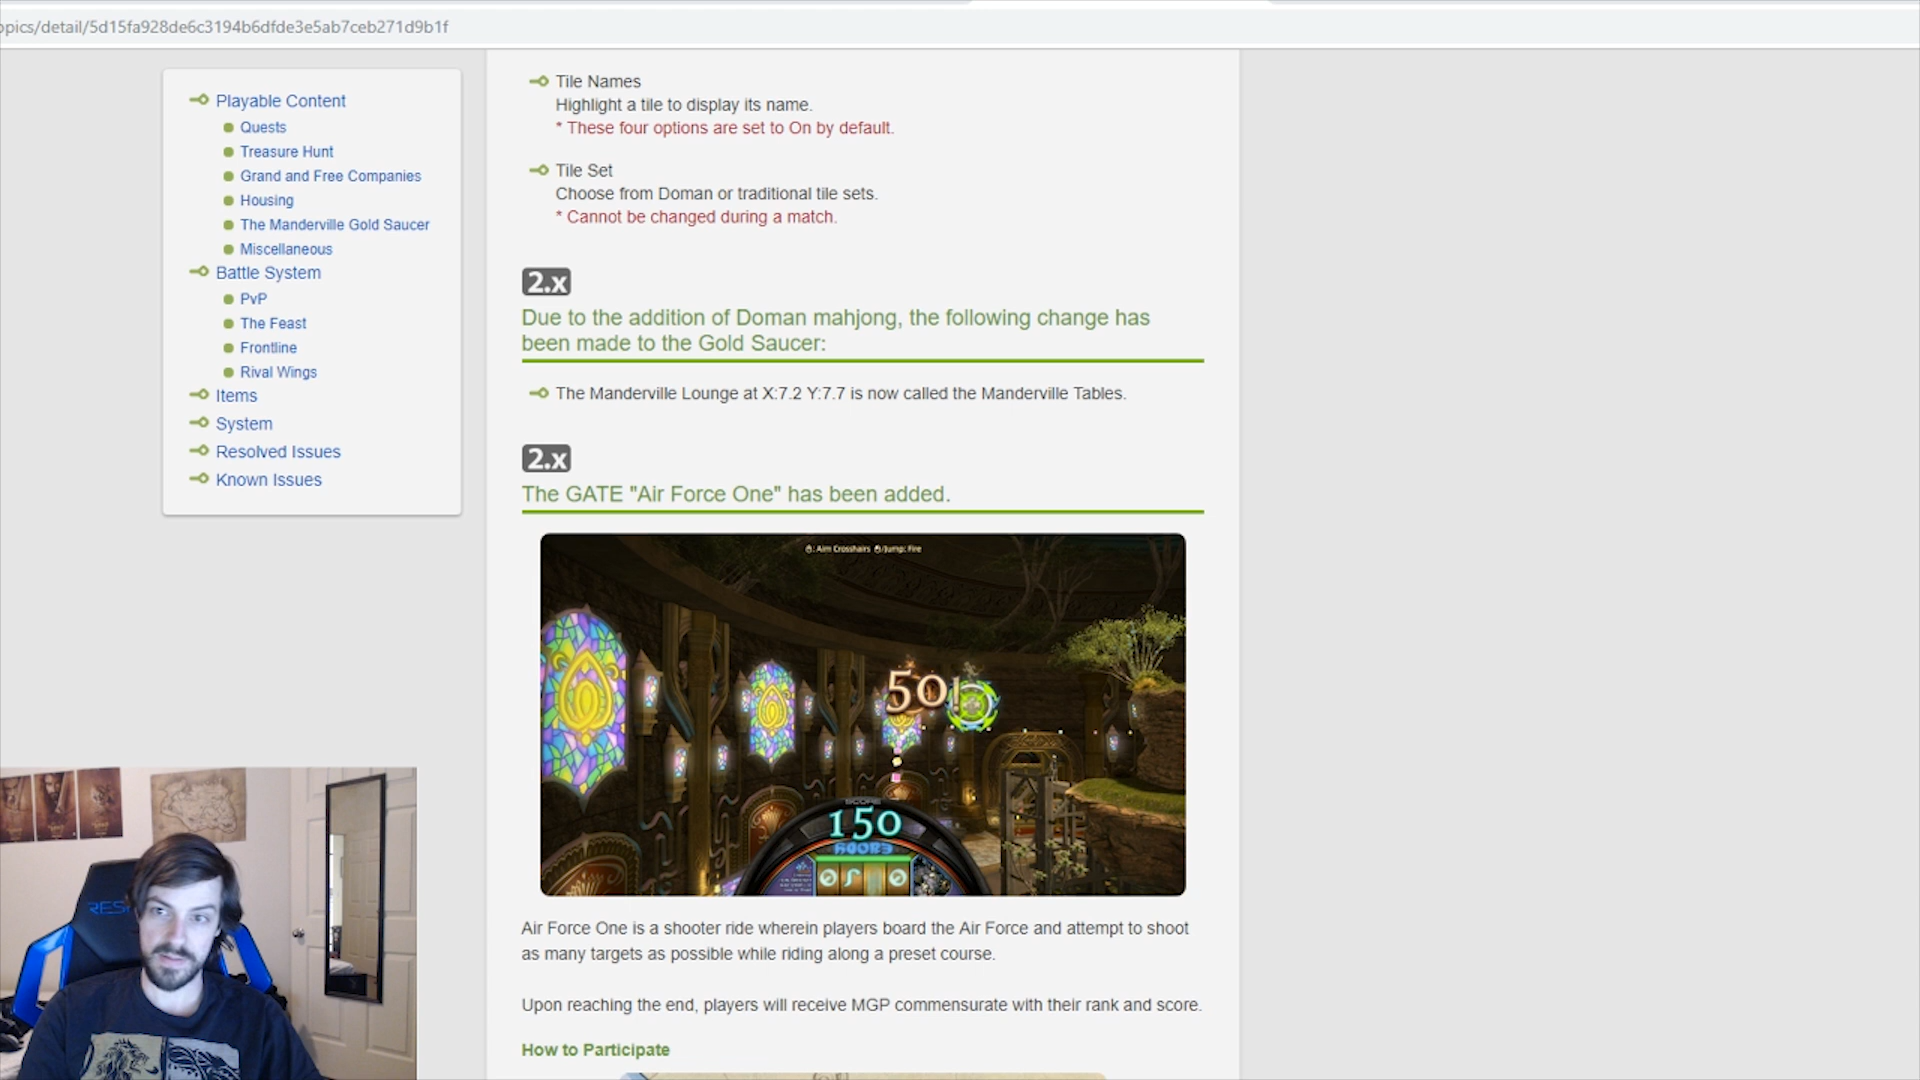 opics/detail/5d15fa928de6c3194b6dfde3e5ab7ceb271d9b1f
Playable Content
Quests
Treasure Hunt
Grand and Free Companies
Housing
The Manderville Gold Saucer
Miscellaneous
Battle System
PvP
The Feast
Frontline
Rival Wings
Items
System
Resolved Issues
Known Issues
Tile Names
Highlight a tile to display its name.
* These four options are set to On by default.
Tile Set
Choose from Doman or traditional tile sets.
* Cannot be changed during a match.
2.x
Due to the addition of Doman mahjong, the following change has
been made to the Gold Saucer:
The Manderville Lounge at X:7.2 Y:7.7 is now called the Manderville Tables.
2.x
The GATE "Air Force One" has been added.
: Aim Crosshairs /Jump: Fire
50!
SCORE
150
Air Force One is a shooter ride wherein players board the Air Force and attempt to shoot
as many targets as possible while riding along a preset course.
Upon reaching the end, players will receive MGP commensurate with their rank and score.
How to Participate